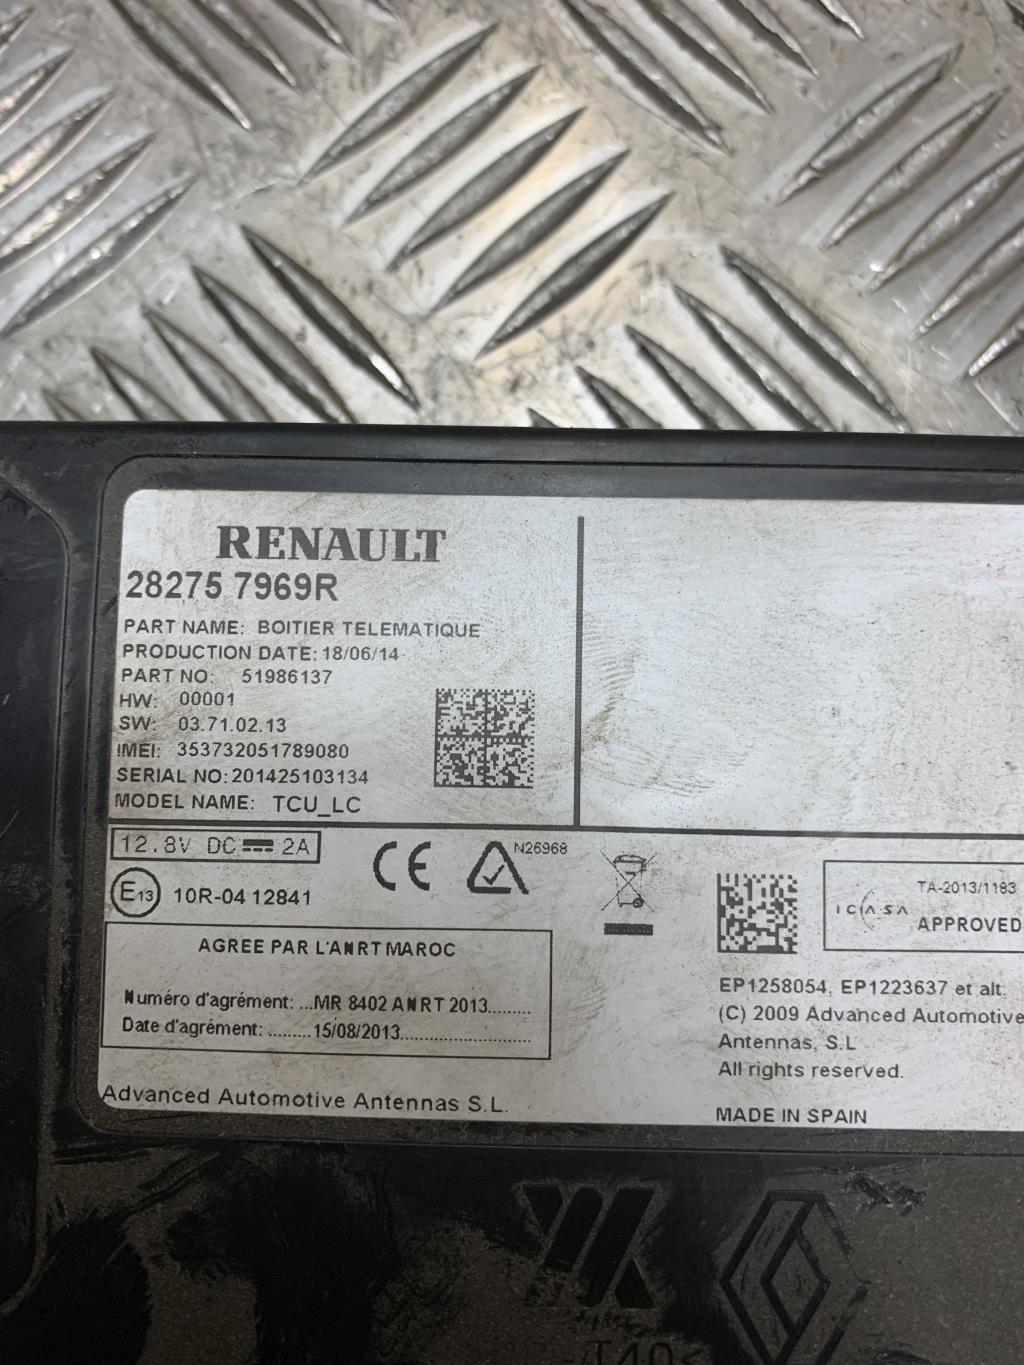 RENAULT
28275 7969R
PART NAME: BOITIER TELEMATIQUE
PRODUCTION DATE: 18/06/14
PART NO: 51986137
HW: 00001
SW: 03.71.02.13
IMEI: 353732051789080
SERIAL NO: 201425103134
MODEL NAME: TCU_LC
12.8V DC 2A
CE
N26968
E13 10R-04 12841
ICASA
TA-2013/1183
APPROVED
AGREE PAR L'ANRT MAROC
Numéro d'agrément: ...MR 8402 ANRT 2013.........
Date d'agrément: .........15/08/2013..........................
EP1258054, EP1223637 et alt.
(C) 2009 Advanced Automotive
Antennas, S.L
All rights reserved.
Advanced Automotive Antennas S.L.
MADE IN SPAIN